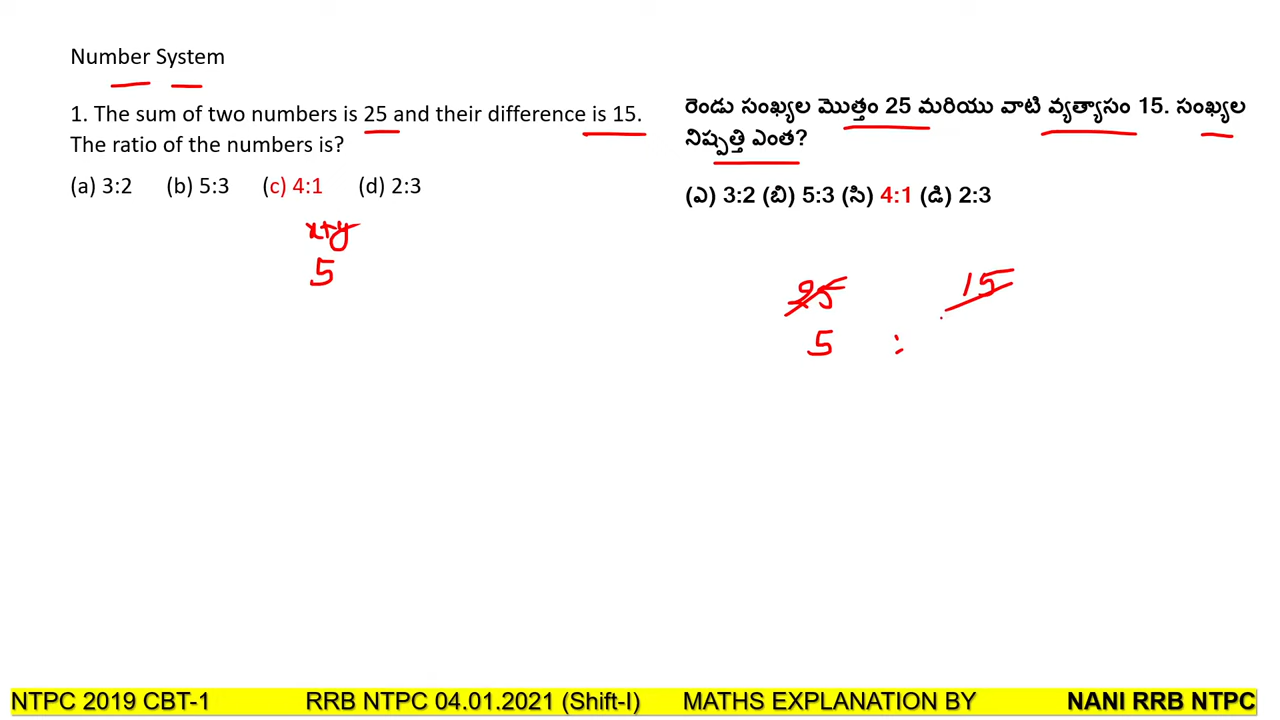 Number System
1. The sum of two numbers is 25 and their difference is 15.
The ratio of the numbers is?
(a) 3:2 (b) 5:3 (c) 4:1 (d) 2:3
x+y
5
రెండు సంఖ్యల మొత్తం 25 మరియు వాటి వ్యత్యాసం 15. సంఖ్యల
నిష్పత్తి ఎంత?
(ఎ) 3:2 (బి) 5:3 (సి) 4:1 (డి) 2:3
25 15
5 :
NTPC 2019 CBT-1 RRB NTPC 04.01.2021 (Shift-I) MATHS EXPLANATION BY NANI RRB NTPC